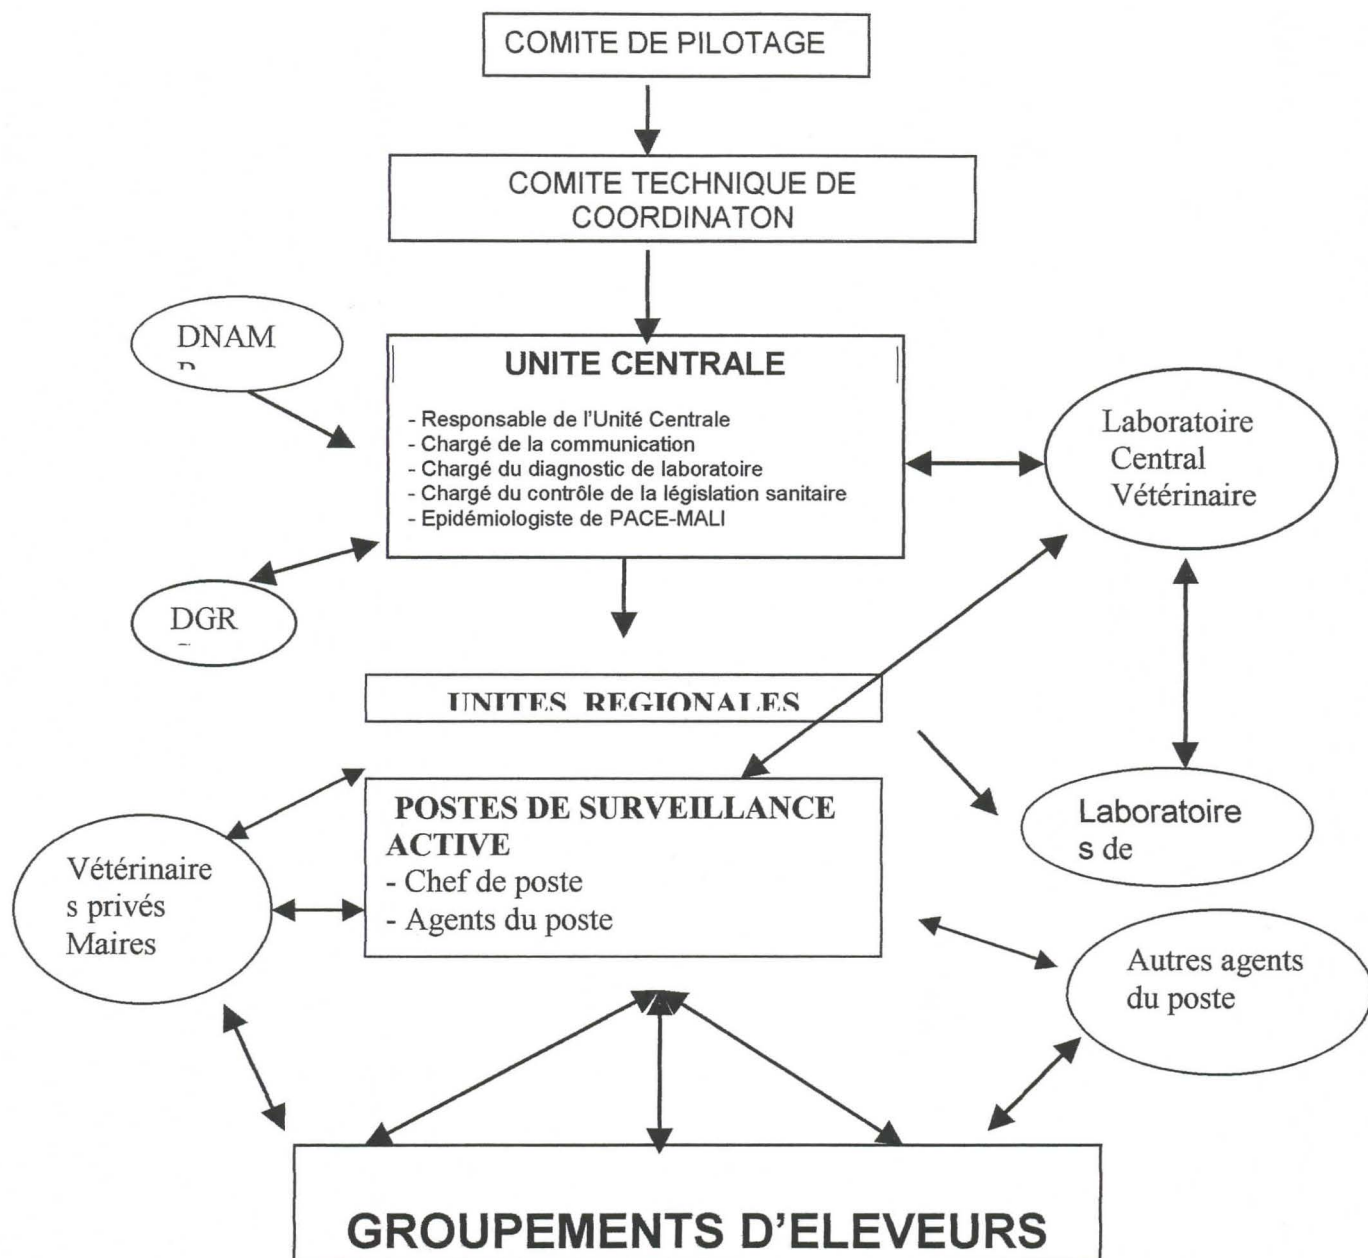 COMITE DE PILOTAGE
COMITE TECHNIQUE DE
COORDINATON
DNAM
UNITE CENTRALE
- Responsable de l'Unité Centrale
- Chargé de la communication
- Chargé du diagnostic de laboratoire
- Chargé du contrôle de la législation sanitaire
- Epidémiologiste de PACE-MALI
Laboratoire
Central
Vétérinaire
DGR
UNITES REGIONALES
POSTES DE SURVEILLANCE
ACTIVE
- Chef de poste
- Agents du poste
Laboratoire
s de
Vétérinaire
s privés
Maires
Autres agents
du poste
GROUPEMENTS D'ELEVEURS